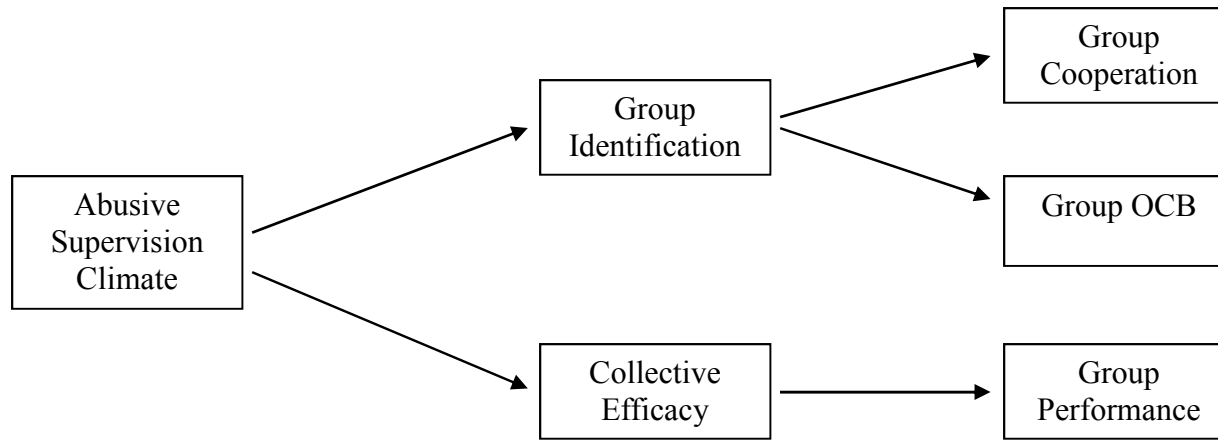 Abusive
Supervision
Climate
Group
Identification
Collective
Efficacy
Group
Cooperation
Group OCB
Group
Performance